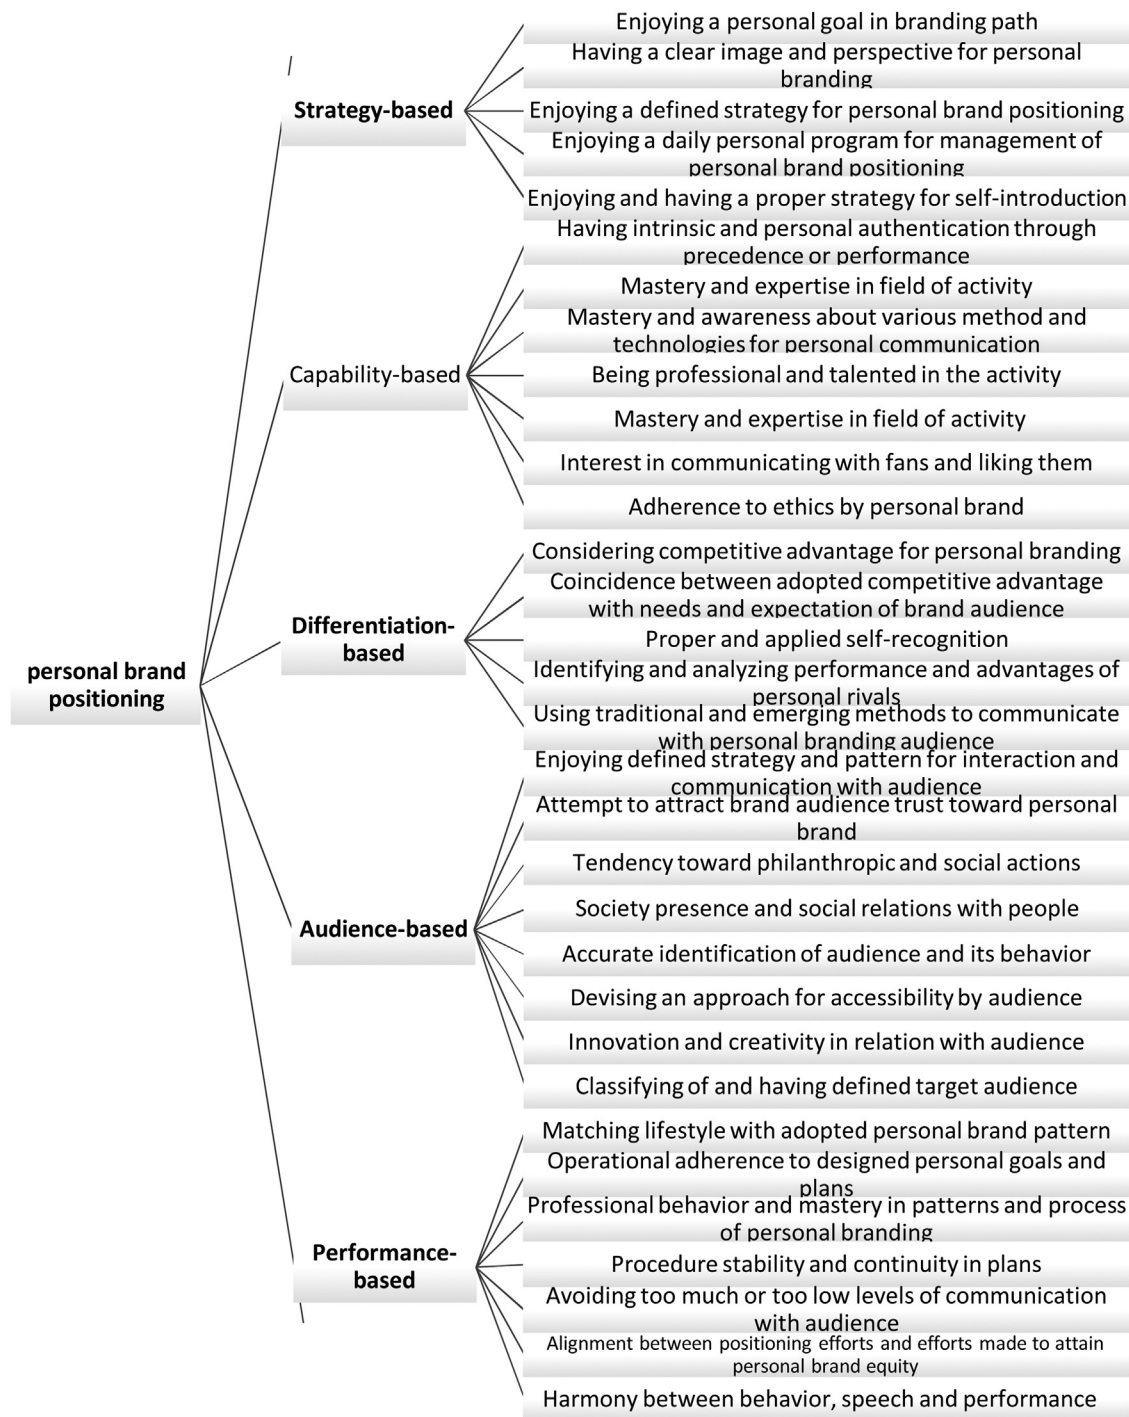 personal brand
positioning
Strategy-based
Enjoying a personal goal in branding path
Having a clear image and perspective for personal
branding
Enjoying a defined strategy for personal brand positioning
Enjoying a daily personal program for management of
personal brand positioning
Enjoying and having a proper strategy for self-introduction
Capability-based
Having intrinsic and personal authentication through
precedence or performance
Mastery and expertise in field of activity
Mastery and awareness about various method and
technologies for personal communication
Being professional and talented in the activity
Mastery and expertise in field of activity
Interest in communicating with fans and liking them
Adherence to ethics by personal brand
Differentiation-
based
Considering competitive advantage for personal branding
Coincidence between adopted competitive advantage
with needs and expectation of brand audience
Proper and applied self-recognition
Identifying and analyzing performance and advantages of
personal rivals
Using traditional and emerging methods to communicate
with personal branding audience
Audience-based
Enjoying defined strategy and pattern for interaction and
communication with audience
Attempt to attract brand audience trust toward personal
brand
Tendency toward philanthropic and social actions
Society presence and social relations with people
Accurate identification of audience and its behavior
Devising an approach for accessibility by audience
Innovation and creativity in relation with audience
Classifying of and having defined target audience
Performance-
based
Matching lifestyle with adopted personal brand pattern
Operational adherence to designed personal goals and
plans
Professional behavior and mastery in patterns and process
of personal branding
Procedure stability and continuity in plans
Avoiding too much or too low levels of communication
with audience
Alignment between positioning efforts and efforts made to attain
personal brand equity
Harmony between behavior, speech and performance